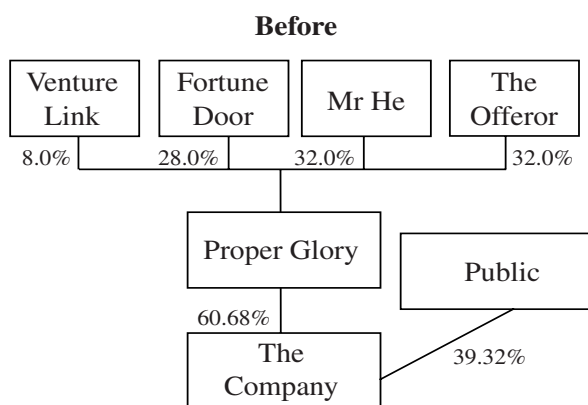 Before
Venture
Link
Fortune
Door
Mr He
The
Offeror
8.0%
28.0%
32.0%
32.0%
Proper Glory
Public
60.68%
39.32%
The
Company